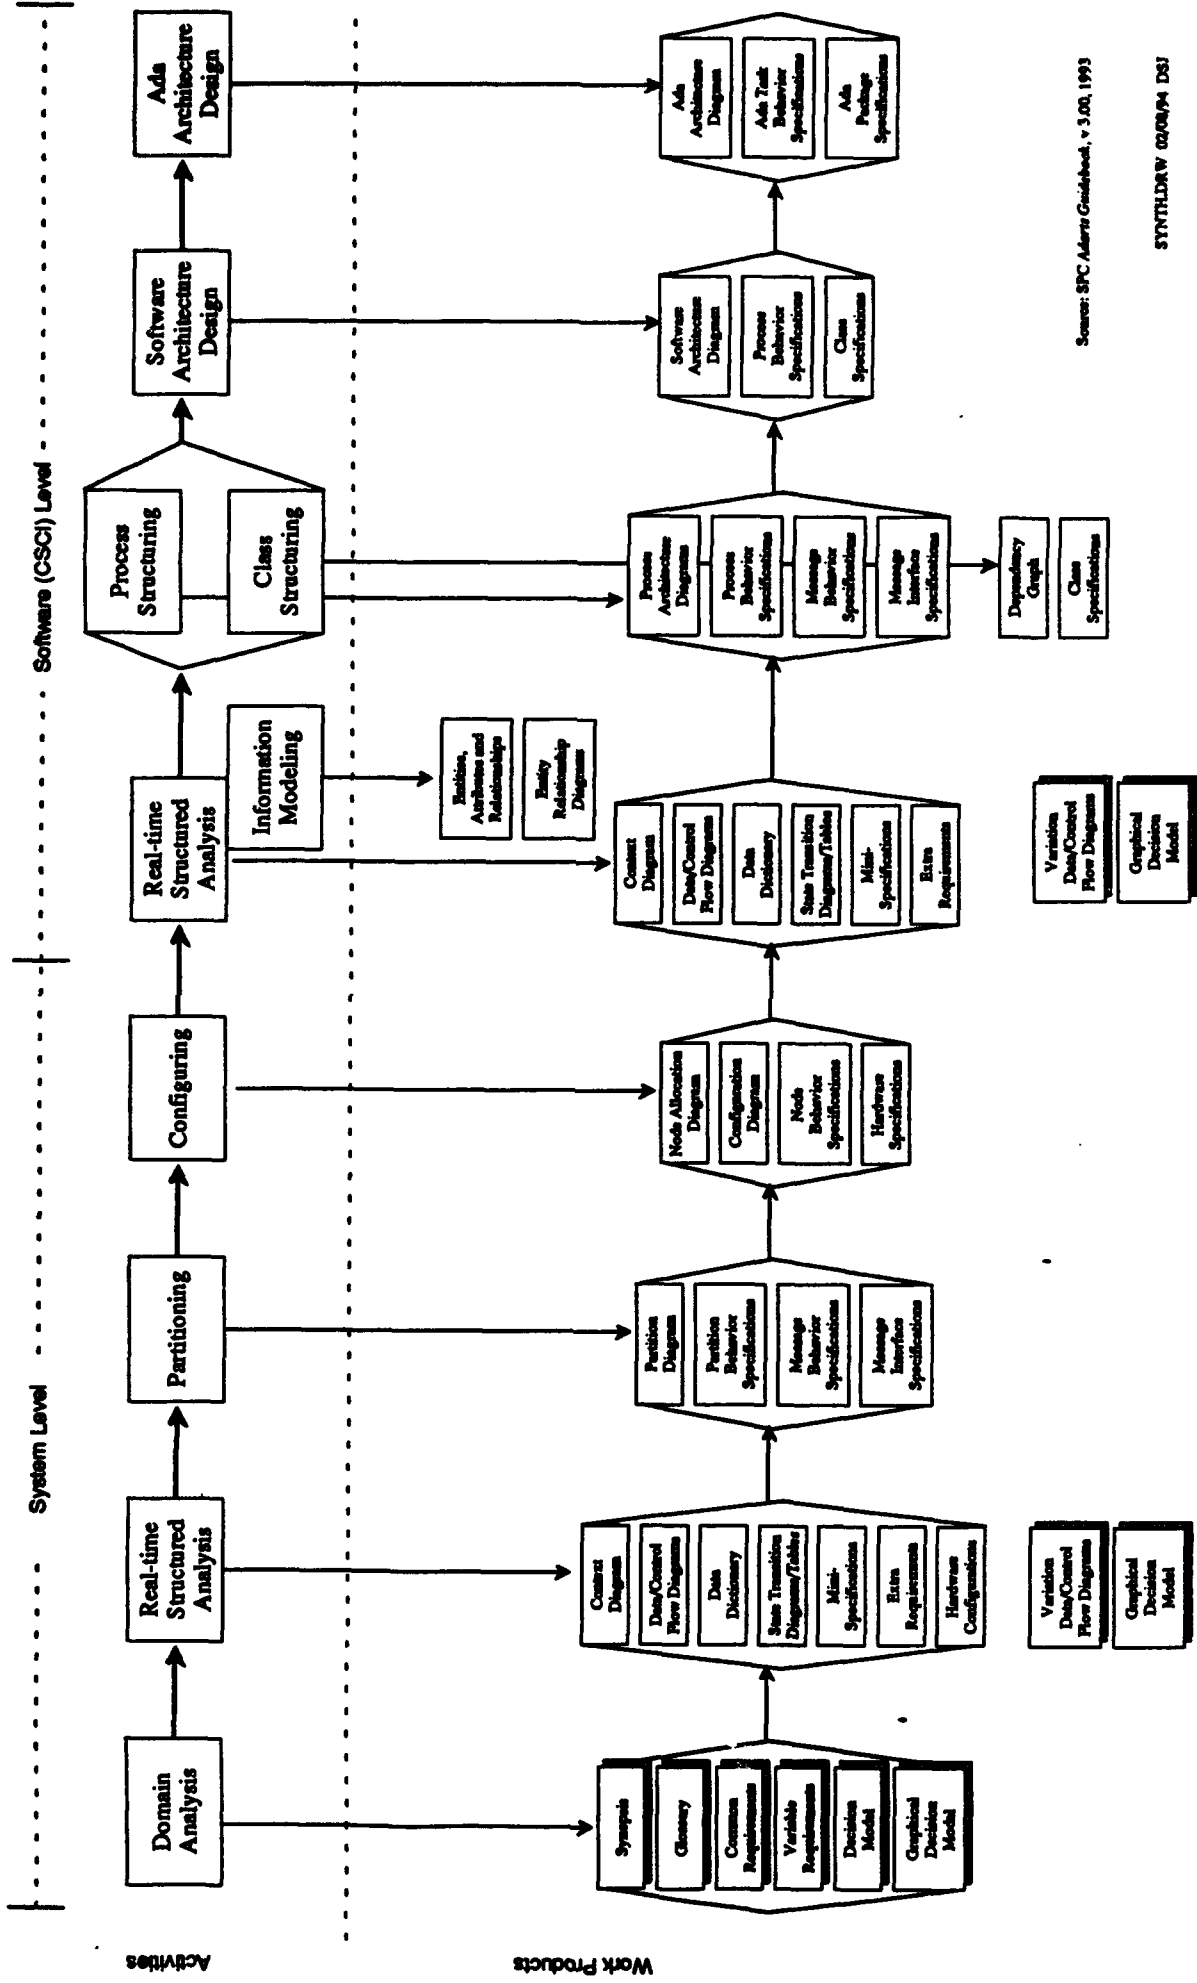 System Level
Software (CSCI) Level
Activities
Domain
Analysis
Real-time
Structured
Analysis
Partitioning
Configuring
Real-time
Structured
Analysis
Information
Modeling
Process
Structuring
Class
Structuring
Software
Architecture
Design
Ada
Architecture
Design
Work Products
Synopsis
Glossary
Common
Requirements
Variable
Requirements
Decision
Model
Graphical
Decision
Model
Context
Diagram
Data/Control
Flow Diagrams
Data
Dictionary
State Transition
Diagrams/Tables
Mini-
Specifications
Extra
Requirements
Hardware
Configurations
Variation
Data/Control
Flow Diagrams
Graphical
Decision
Model
Partition
Diagram
Partition
Behavior
Specifications
Message
Behavior
Specifications
Message
Interface
Specifications
Node Allocation
Diagram
Configuration
Diagram
Node
Behavior
Specifications
Hardware
Specifications
Entities,
Attributes and
Relationships
Entity
Relationship
Diagrams
Context
Diagram
Data/Control
Flow Diagrams
Data
Dictionary
State Transition
Diagrams/Tables
Mini-
Specifications
Extra
Requirements
Variation
Data/Control
Flow Diagrams
Graphical
Decision
Model
Process
Architecture
Diagrams
Process
Behavior
Specifications
Message
Behavior
Specifications
Message
Interface
Specifications
Dependency
Graph
Class
Specifications
Software
Architecture
Diagram
Process
Behavior
Specifications
Class
Specifications
Ada
Architecture
Diagram
Ada Task
Behavior
Specifications
Ada
Package
Specifications
Source: SPC Adarts Guidebook, v 3.00, 1993
SYNTH.DRW 02/08/94 DSJ